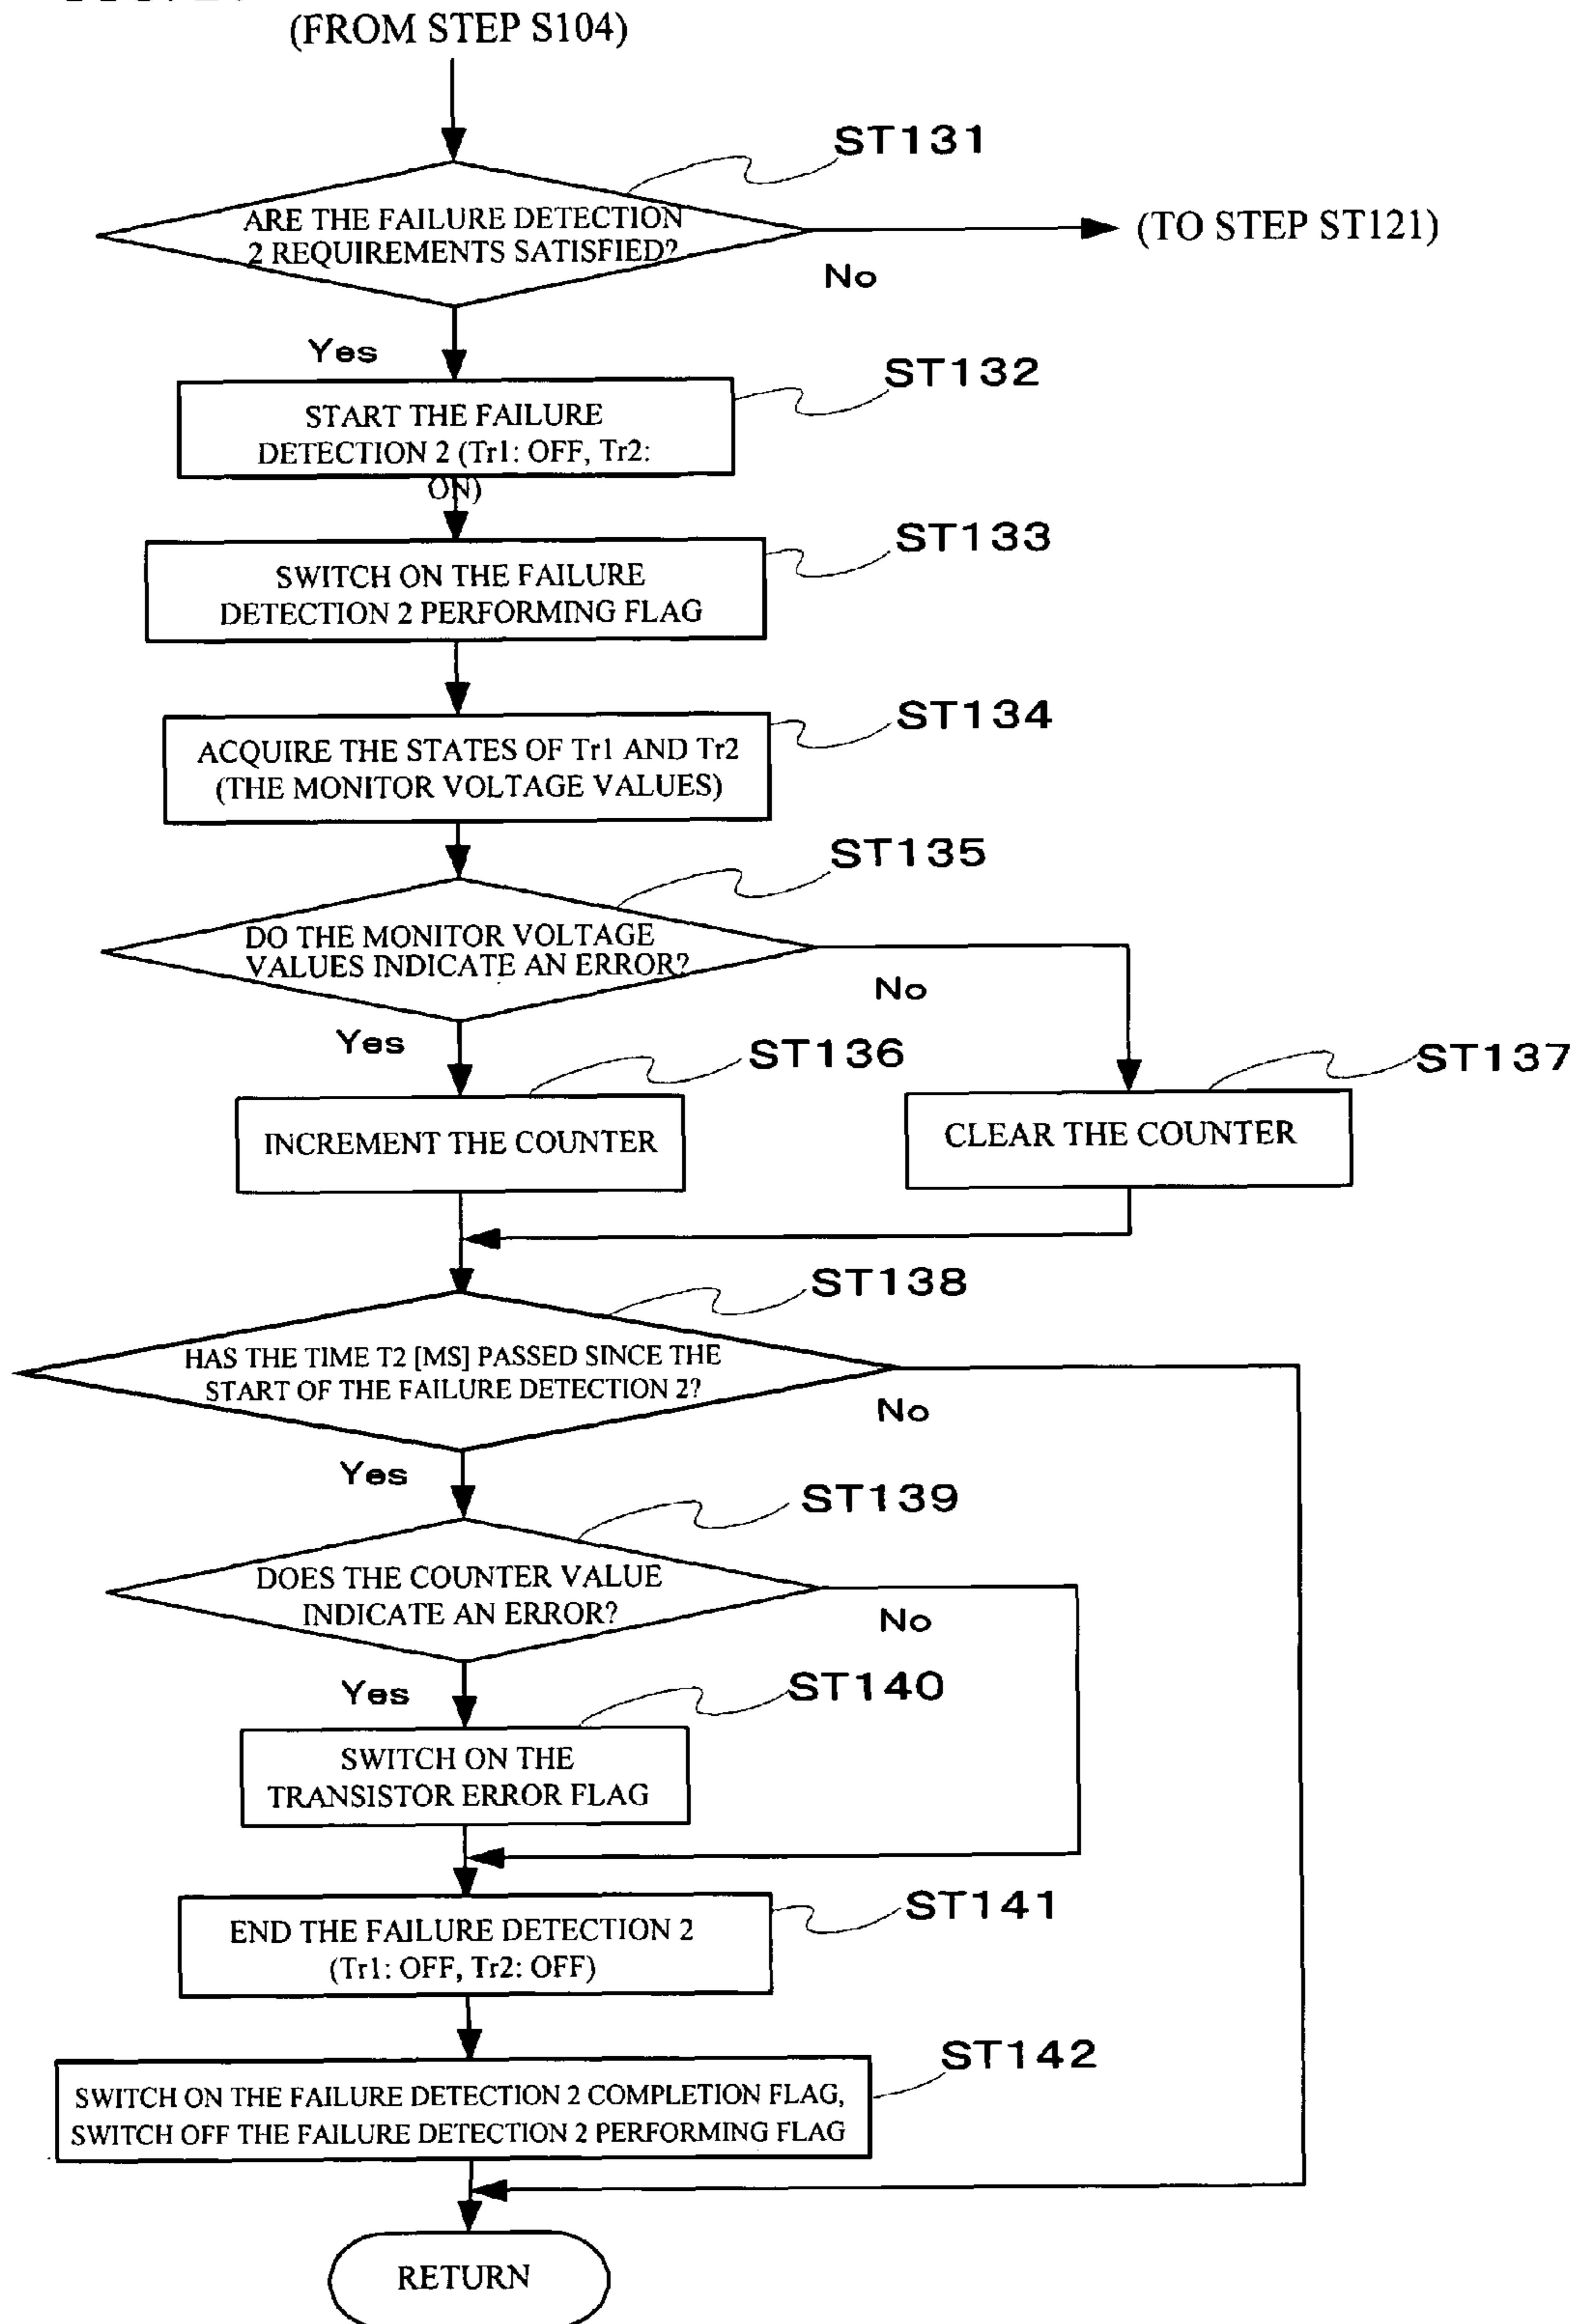 (FROM STEP S104)
ST131
ARE THE FAILURE DETECTION
2 REQUIREMENTS SATISFIED?
(TO STEP ST121)
No
Yes
ST132
START THE FAILURE
DETECTION 2 (Tr1: OFF, Tr2:
ON)
ST133
SWITCH ON THE FAILURE
DETECTION 2 PERFORMING FLAG
ST134
ACQUIRE THE STATES OF Tr1 AND Tr2
(THE MONITOR VOLTAGE VALUES)
ST135
DO THE MONITOR VOLTAGE
VALUES INDICATE AN ERROR?
No
Yes
ST136
ST137
INCREMENT THE COUNTER
CLEAR THE COUNTER
ST138
HAS THE TIME T2 [MS] PASSED SINCE THE
START OF THE FAILURE DETECTION 2?
No
Yes
ST139
DOES THE COUNTER VALUE
INDICATE AN ERROR?
No
Yes
ST140
SWITCH ON THE
TRANSISTOR ERROR FLAG
ST141
END THE FAILURE DETECTION 2
(Tr1: OFF, Tr2: OFF)
ST142
SWITCH ON THE FAILURE DETECTION 2 COMPLETION FLAG,
SWITCH OFF THE FAILURE DETECTION 2 PERFORMING FLAG
RETURN